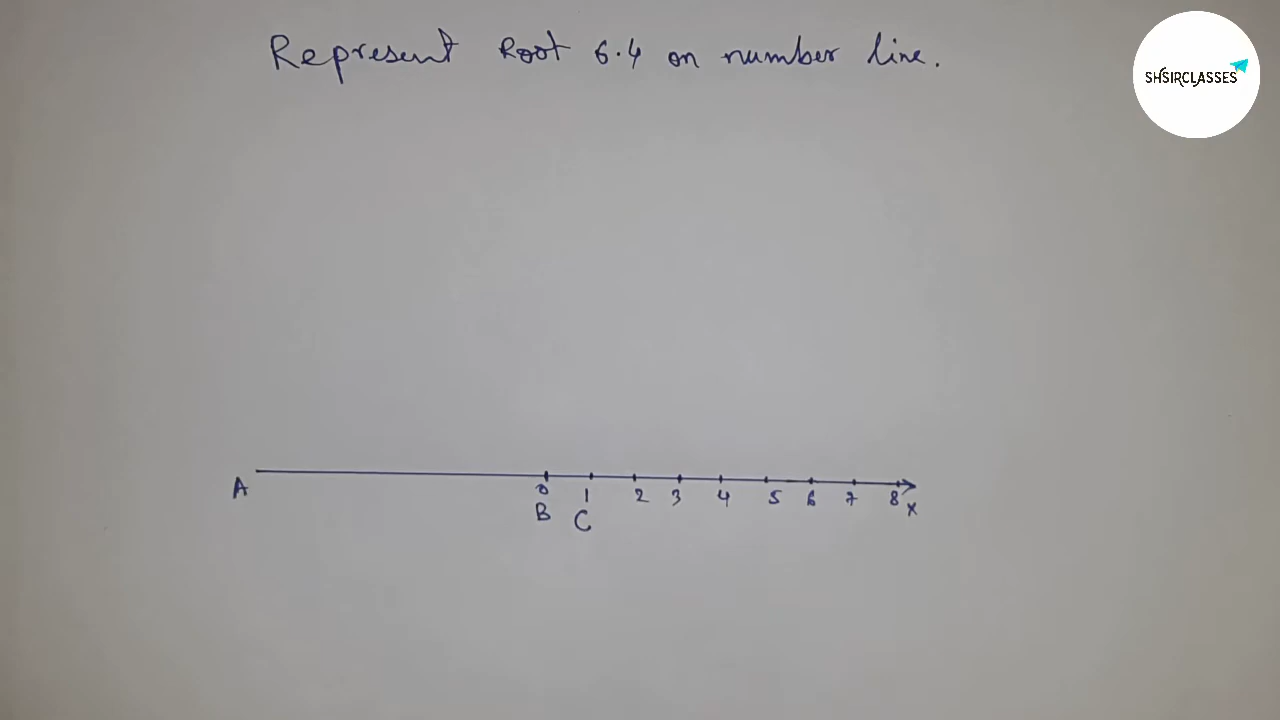 Represent Root 6.4 on number line.
SHSIRCLASSES
A 0 1 2 3 4 5 6 7 8 X
B C